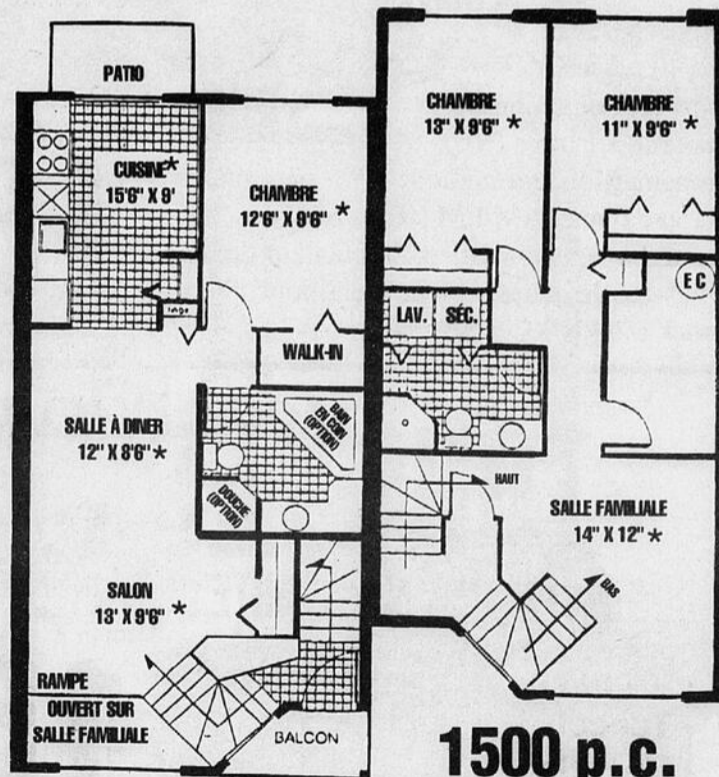 PATIO
CUISINE*
15'6" X 9'
CHAMBRE
12'6" X 9'6" *
WALK-IN
SALLE À DINER
12" X 8'6" *
BAIN
EN COIN
(OPTION)
DOUCHE
(OPTION)
SALON
13' X 9'6" *
RAMPE
OUVERT SUR
SALLE FAMILIALE
BALCON
CHAMBRE
13" X 9'6" *
CHAMBRE
11" X 9'6" *
E C
LAV.
SÉC.
HAUT
SALLE FAMILIALE
14" X 12" *
BAS
1500 p.c.